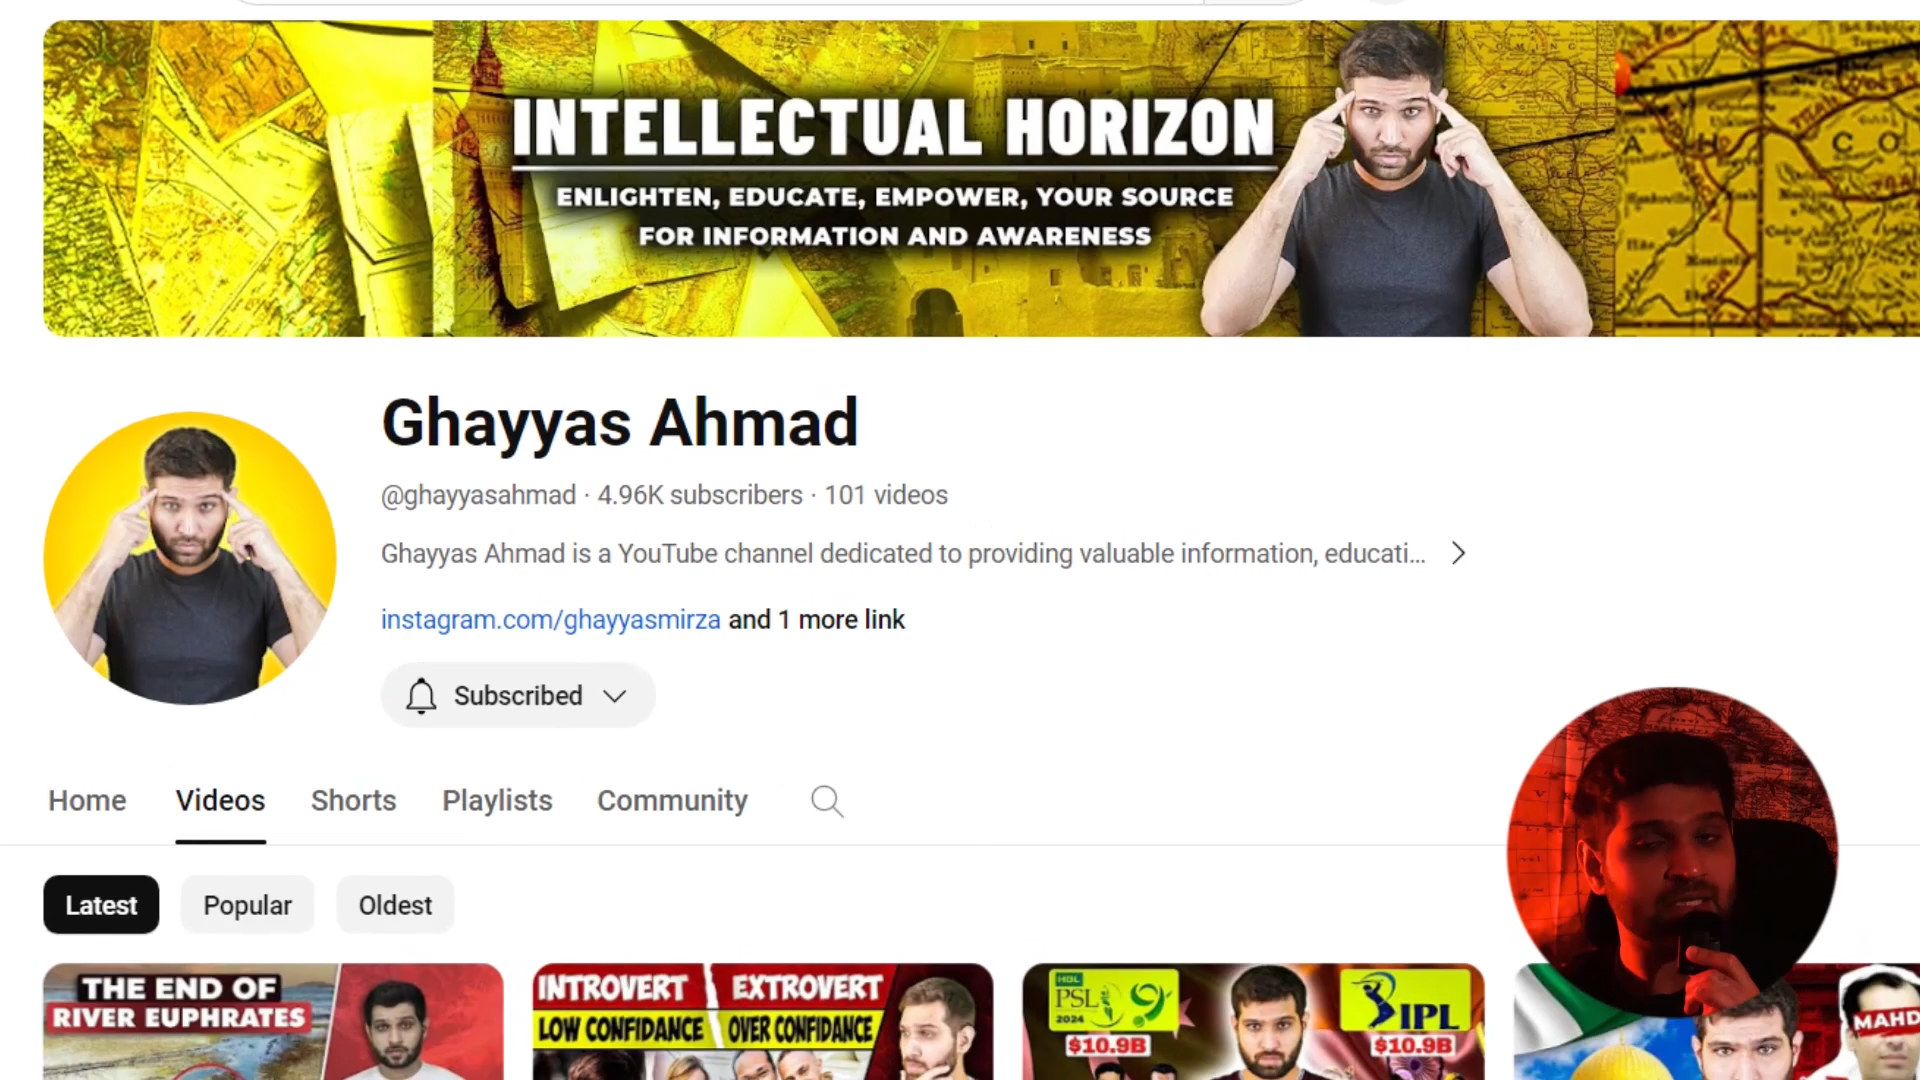 INTELLECTUAL HORIZON
ENLIGHTEN, EDUCATE, EMPOWER, YOUR SOURCE
FOR INFORMATION AND AWARENESS
Ghayyas Ahmad
@ghayyasahmad · 4.96K subscribers · 101 videos
Ghayyas Ahmad is a YouTube channel dedicated to providing valuable information, educati...
instagram.com/ghayyasmirza and 1 more link
Subscribed
Home Videos Shorts Playlists Community
Latest Popular Oldest
THE END OF
RIVER EUPHRATES
INTROVERT EXTROVERT
LOW CONFIDANCE OVER CONFIDANCE
HBL
PSL 9
2024
$10.9B
IPL
$10.9B
MAHD